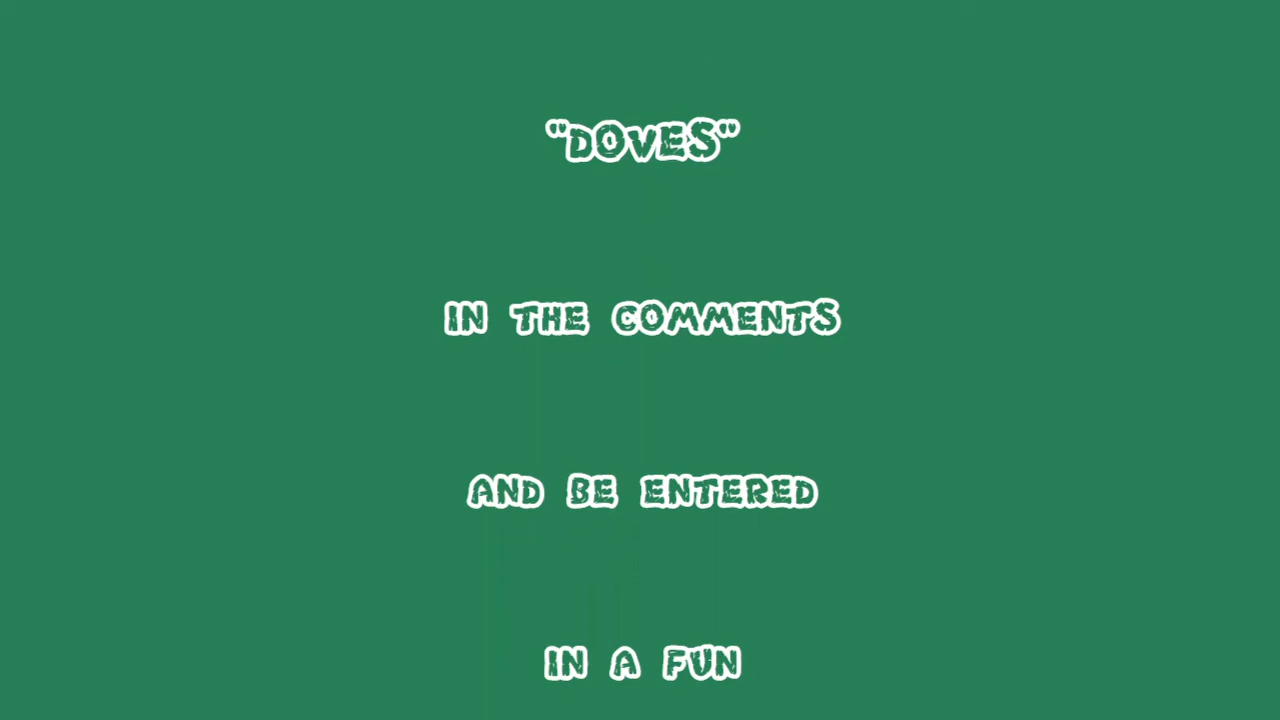 "DOVES"
IN THE COMMENTS
AND BE ENTERED
IN A FUN